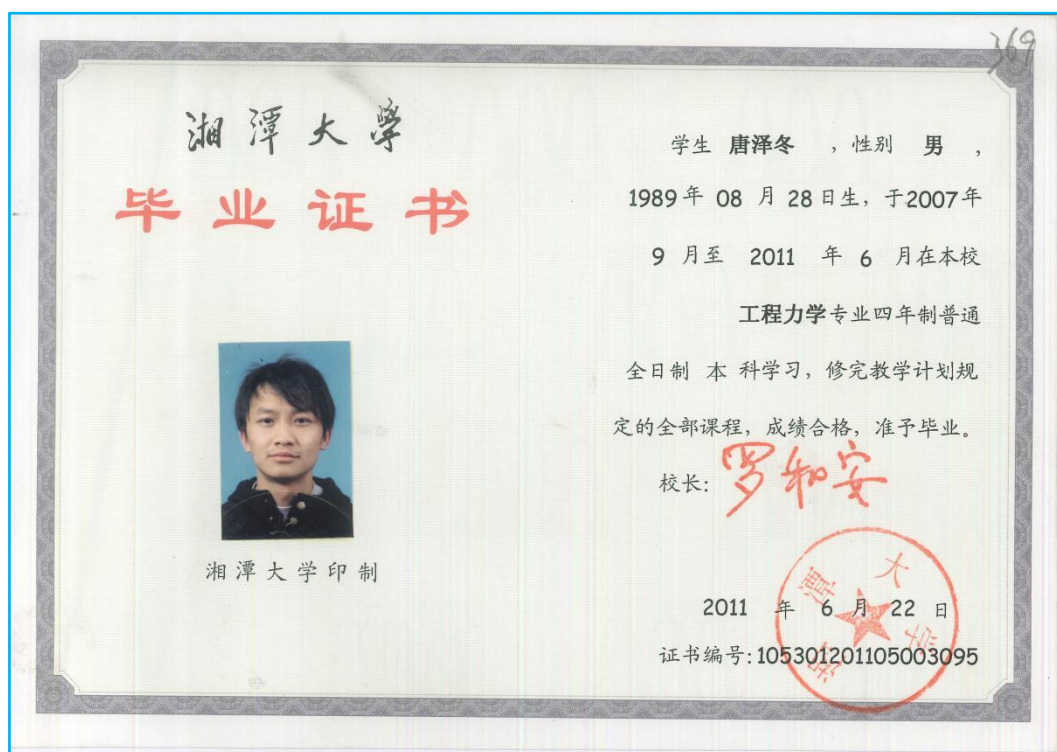 369
湘潭大学
毕业证书
湘潭大学印制
学生 唐泽冬 ，性别 男 ，
1989年 08 月 28日生，于2007年
9 月至 2011 年 6 月在本校
工程力学专业四年制普通
全日制 本 科学习，修完教学计划规
定的全部课程，成绩合格，准予毕业。
校长：罗和安
湘潭大学
2011 年 6 月 22 日
证书编号：105301201105003095